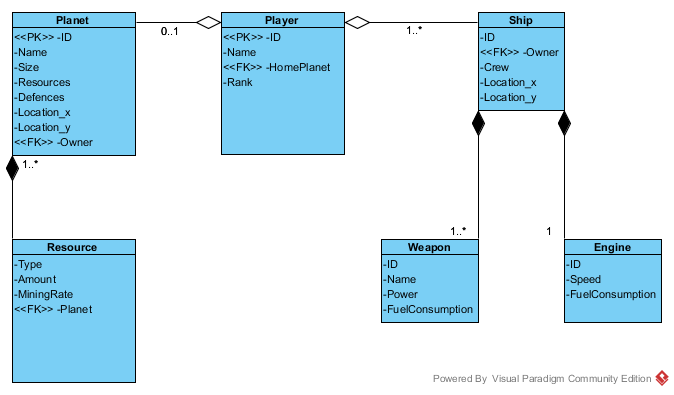 Planet
<<PK>> -ID
-Name
-Size
-Resources
-Defences
-Location_x
-Location_y
<<FK>> -Owner
0..1
Player
<<PK>> -ID
-Name
<<FK>> -HomePlanet
-Rank
1..*
Ship
-ID
<<FK>> -Owner
-Crew
-Location_x
-Location_y
1..*
Resource
-Type
-Amount
-MiningRate
<<FK>> -Planet
1..*
Weapon
-ID
-Name
-Power
-FuelConsumption
1
Engine
-ID
-Speed
-FuelConsumption
Powered By Visual Paradigm Community Edition